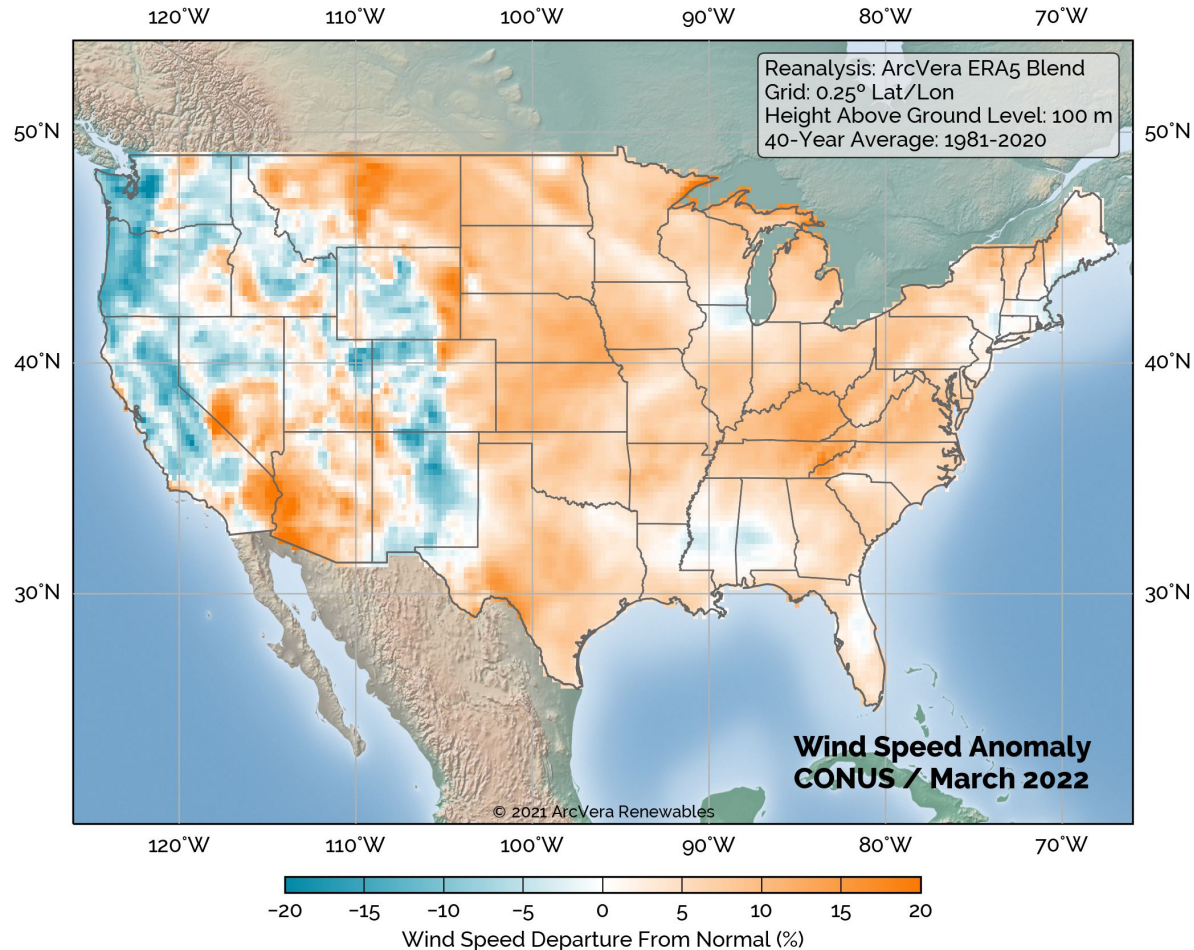 120°W 110°W 100°W 90°W 80°W 70°W
Reanalysis: ArcVera ERA5 Blend
Grid: 0.25º Lat/Lon
Height Above Ground Level: 100 m
40-Year Average: 1981-2020
50°N 50°N
40°N 40°N
30°N 30°N
Wind Speed Anomaly
CONUS / March 2022
© 2021 ArcVera Renewables
120°W 110°W 100°W 90°W 80°W 70°W
−20 −15 −10 −5 0 5 10 15 20
Wind Speed Departure From Normal (%)